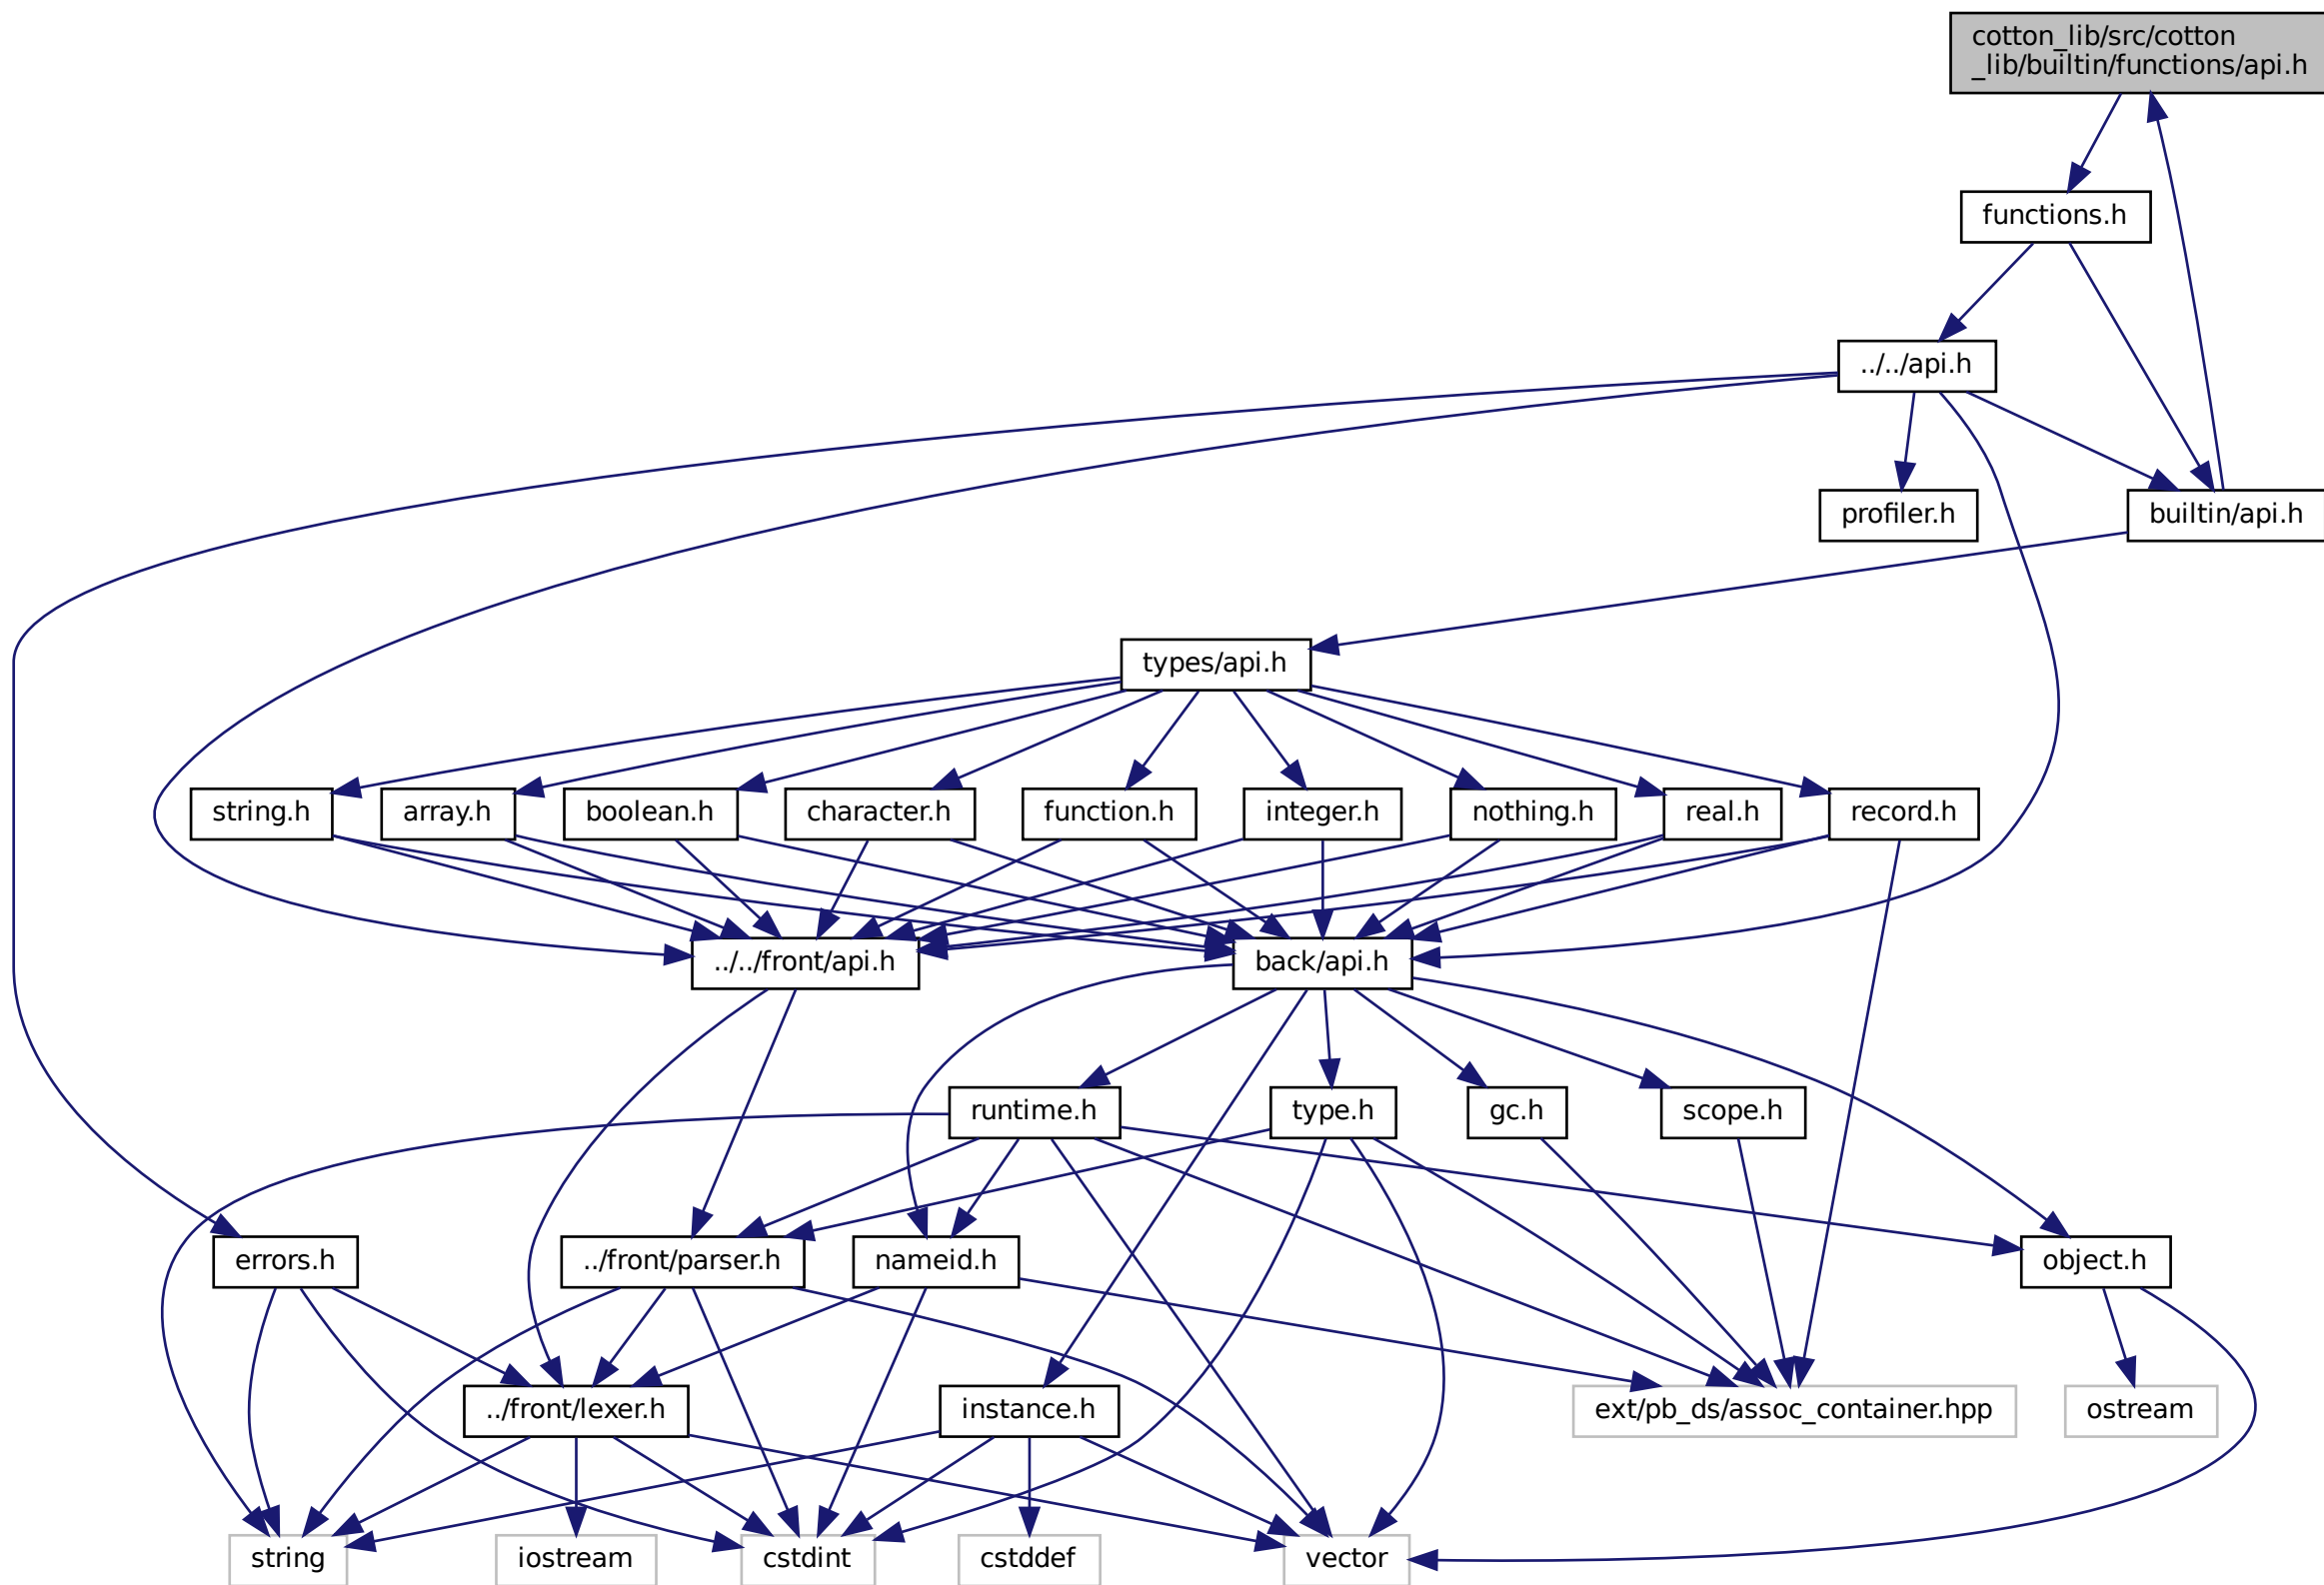 cotton_lib/src/cotton
_lib/builtin/functions/api.h
functions.h
../../api.h
profiler.h
builtin/api.h
types/api.h
string.h
array.h
boolean.h
character.h
function.h
integer.h
nothing.h
real.h
record.h
../../front/api.h
back/api.h
runtime.h
type.h
gc.h
scope.h
errors.h
../front/parser.h
nameid.h
object.h
../front/lexer.h
instance.h
ext/pb_ds/assoc_container.hpp
ostream
string
iostream
cstdint
cstddef
vector